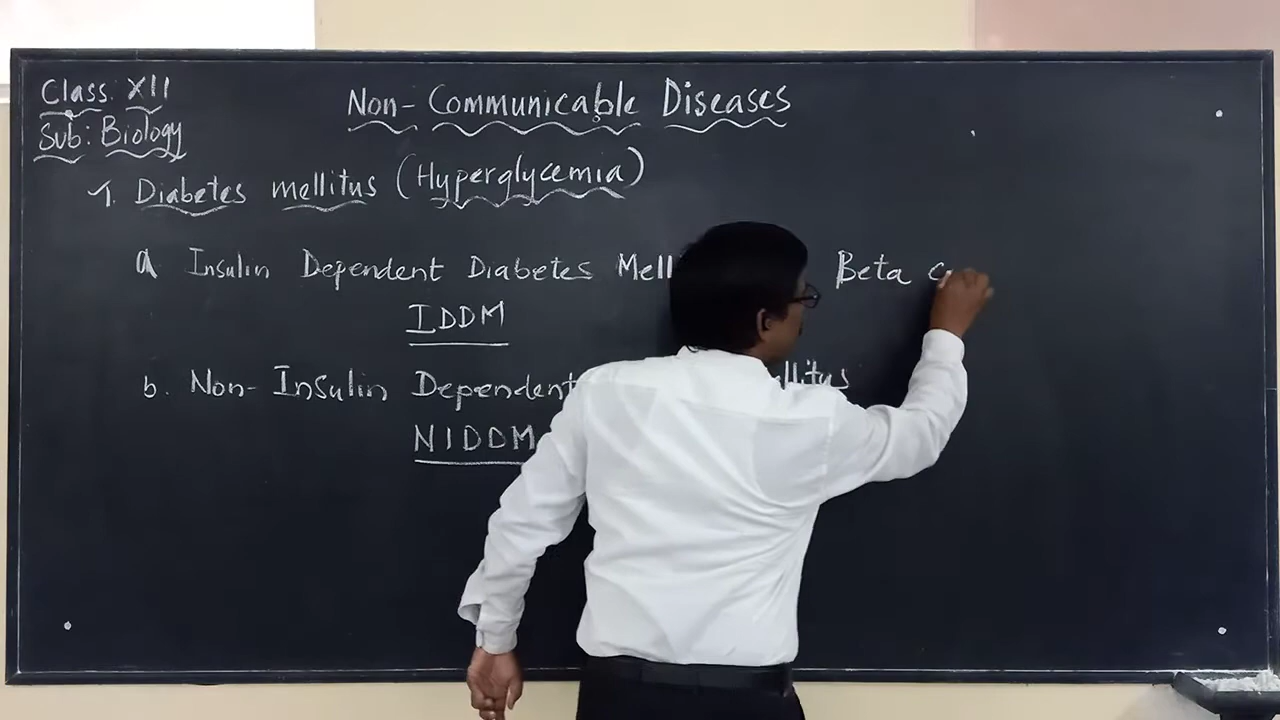 Class: XII
Sub: Biology
Non-Communicable Diseases
1. Diabetes mellitus (Hyperglycemia)
a Insulin Dependent Diabetes Mell Beta
IDDM
b. Non-Insulin Dependent llitus
NIDDM